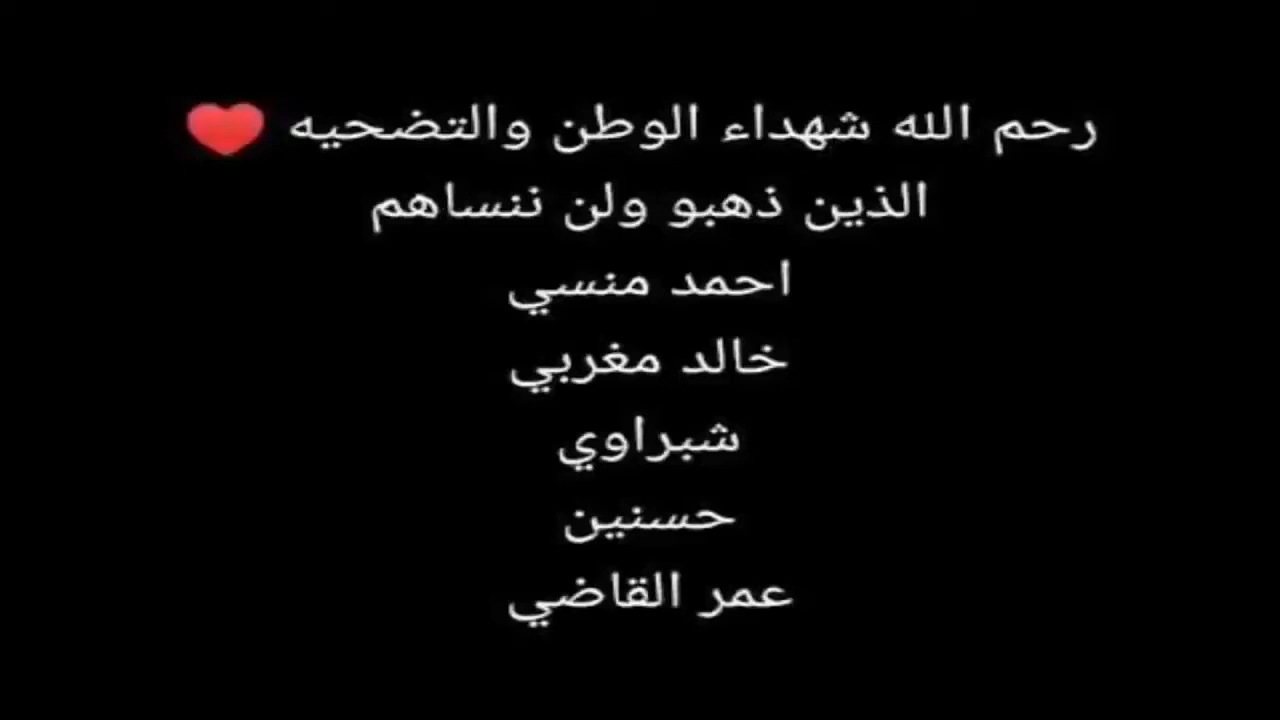 رحم الله شهداء الوطن والتضحيه ❤
الذين ذهبو ولن ننساهم
احمد منسي
خالد مغربي
شبراوي
حسنين
عمر القاضي